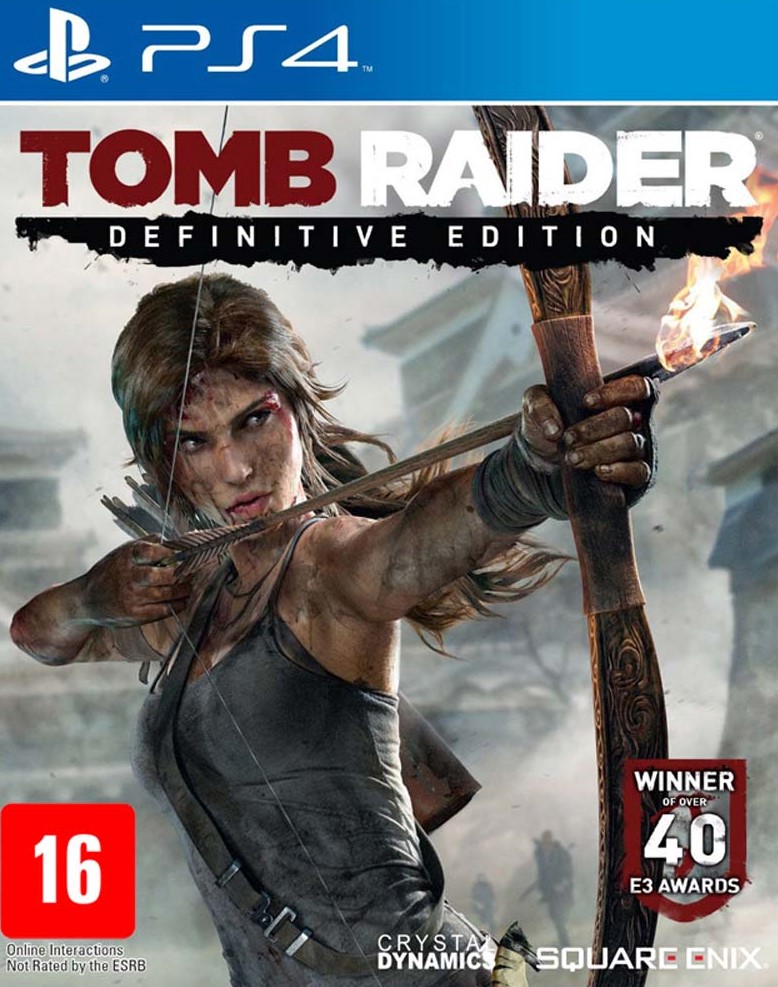 PS4™
TOMB RAIDER®
DEFINITIVE EDITION
WINNER
OF OVER
40
E3 AWARDS
16
Online Interactions
Not Rated by the ESRB
CRYSTAL
DYNAMICS
SQUARE ENIX®